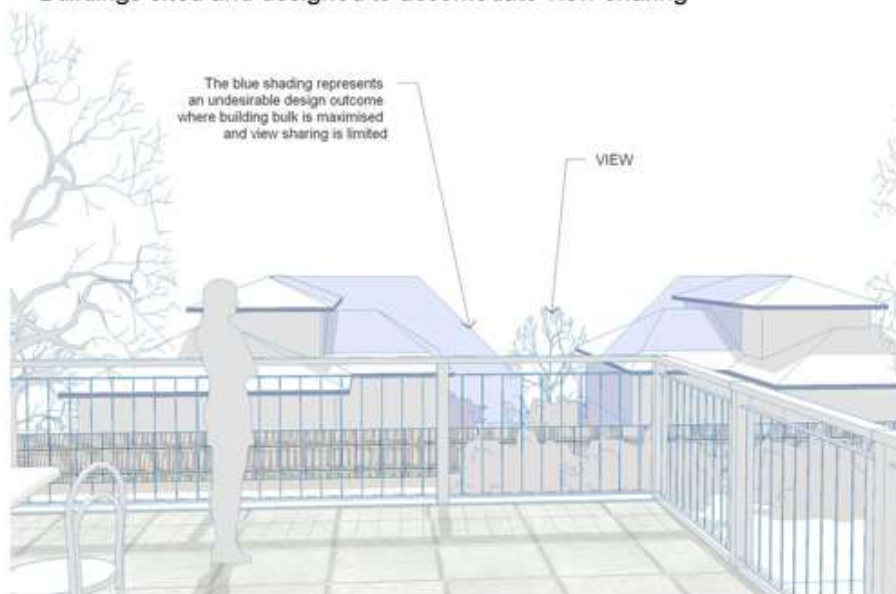 Buildings sited and designed to accomodate view sharing
The blue shading represents
an undesirable design outcome
where building bulk is maximised
and view sharing is limited
VIEW